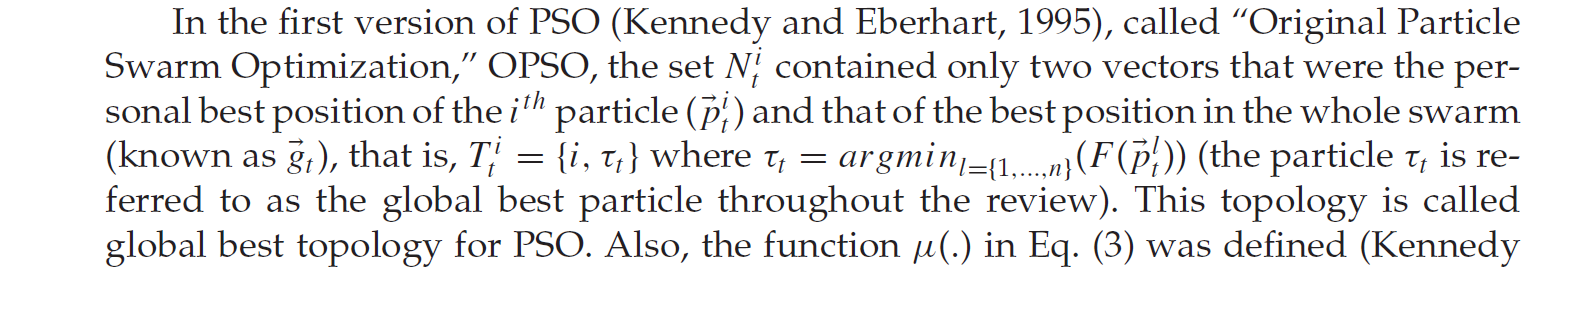 In the first version of PSO (Kennedy and Eberhart, 1995), called “Original Particle
Swarm Optimization,” OPSO, the set $N_t^i$ contained only two vectors that were the per-
sonal best position of the $i^{th}$ particle ($\vec{p}_t^i$) and that of the best position in the whole swarm
(known as $\vec{g}_t$), that is, $T_t^i = \{i, \tau_t\}$ where $\tau_t = argmin_{l=\{1,...,n\}}(F(\vec{p}_t^l))$ (the particle $\tau_t$ is re-
ferred to as the global best particle throughout the review). This topology is called
global best topology for PSO. Also, the function $\mu(.)$ in Eq. (3) was defined (Kennedy